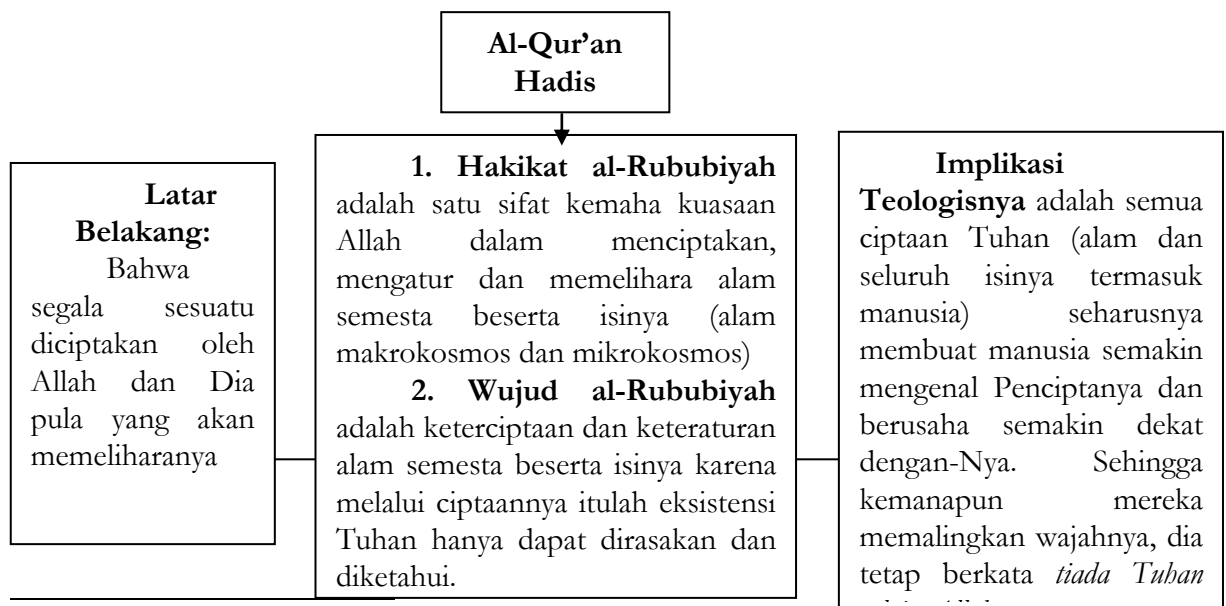 Al-Qur’an
Hadis
Latar
Belakang:
Bahwa
segala sesuatu
diciptakan oleh
Allah dan Dia
pula yang akan
memeliharanya
1. Hakikat al-Rububiyah
adalah satu sifat kemaha kuasaan
Allah dalam menciptakan,
mengatur dan memelihara alam
semesta beserta isinya (alam
makrokosmos dan mikrokosmos)
2. Wujud al-Rububiyah
adalah keterciptaan dan keteraturan
alam semesta beserta isinya karena
melalui ciptaannya itulah eksistensi
Tuhan hanya dapat dirasakan dan
diketahui.
Implikasi
Teologisnya adalah semua
ciptaan Tuhan (alam dan
seluruh isinya termasuk
manusia) seharusnya
membuat manusia semakin
mengenal Penciptanya dan
berusaha semakin dekat
dengan-Nya. Sehingga
kemanapun mereka
memalingkan wajahnya, dia
tetap berkata tiada Tuhan